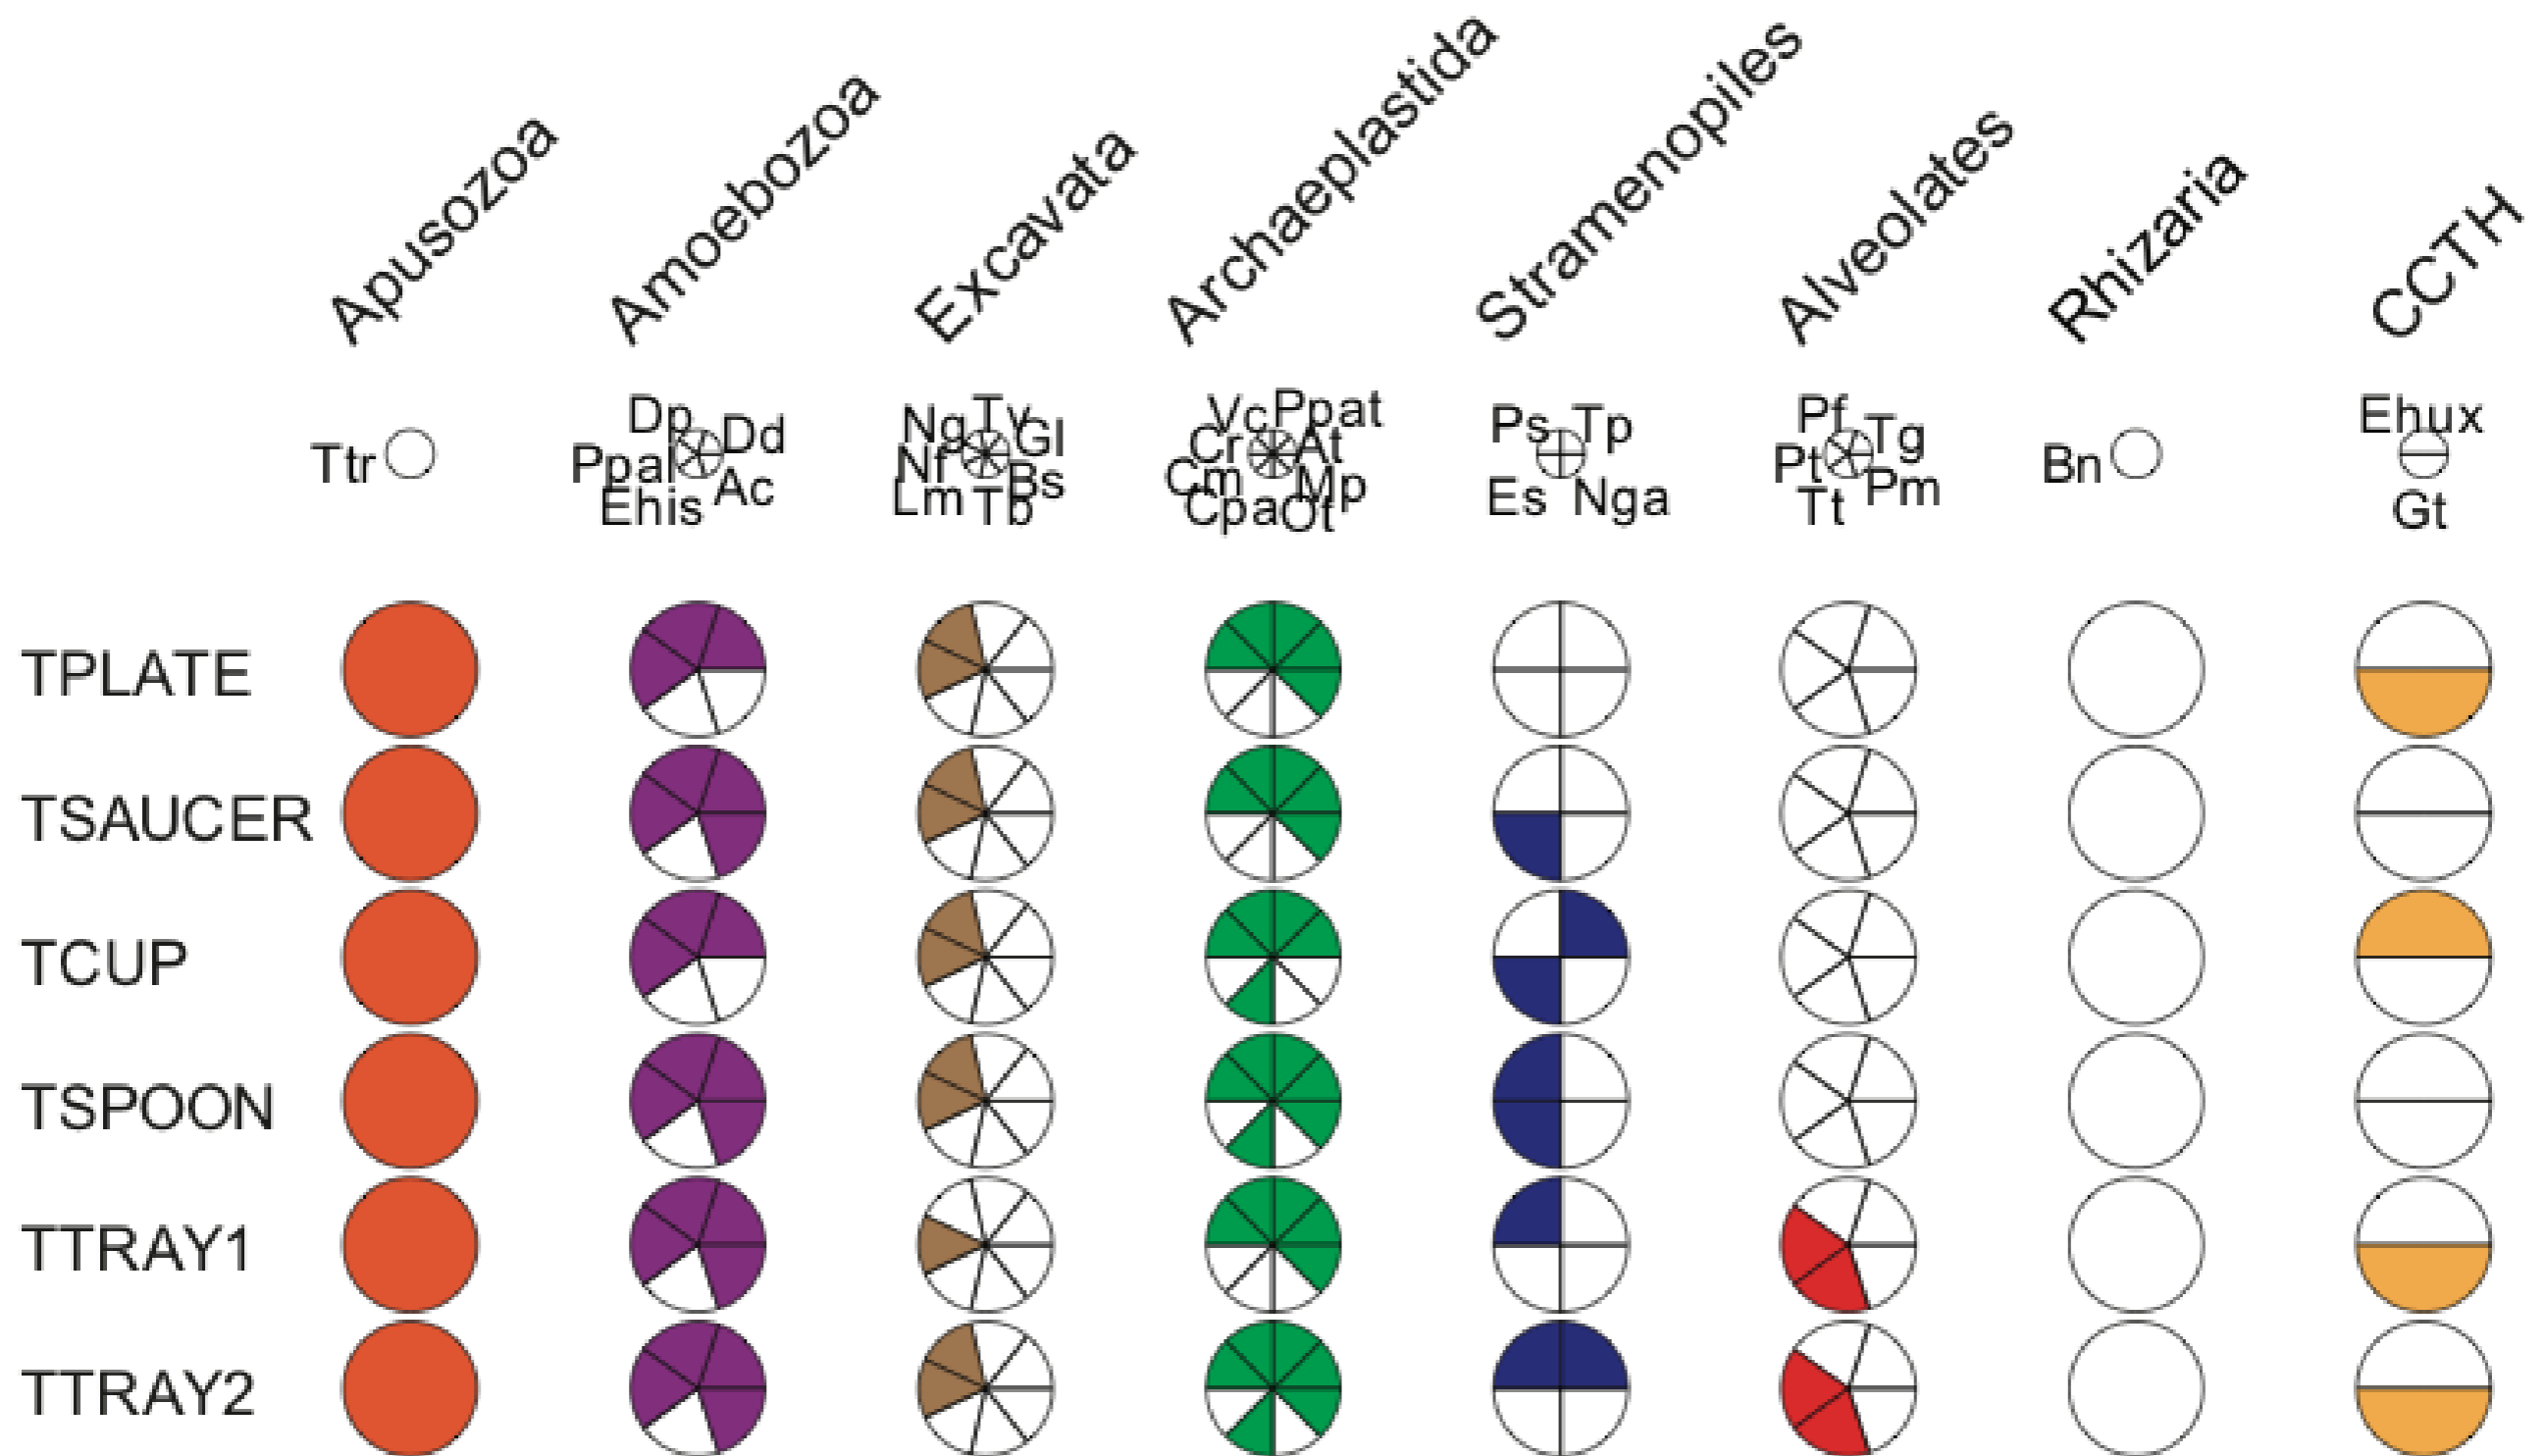 Apusozoa Amoebozoa Excavata Archaeplastida Stramenopiles Alveolates Rhizaria CCTH
Ttr
Dp Dd
Ppal Ac
Ehis
Ng Tv Gl
Nf Bs
Lm Tb
Vc Ppat
Cr At
Cm Mp
Cpa Ot
Ps Tp
Es Nga
Pf Tg
Pt Pm
Tt
Bn
Ehux
Gt
TPLATE
TSAUCER
TCUP
TSPOON
TTRAY1
TTRAY2